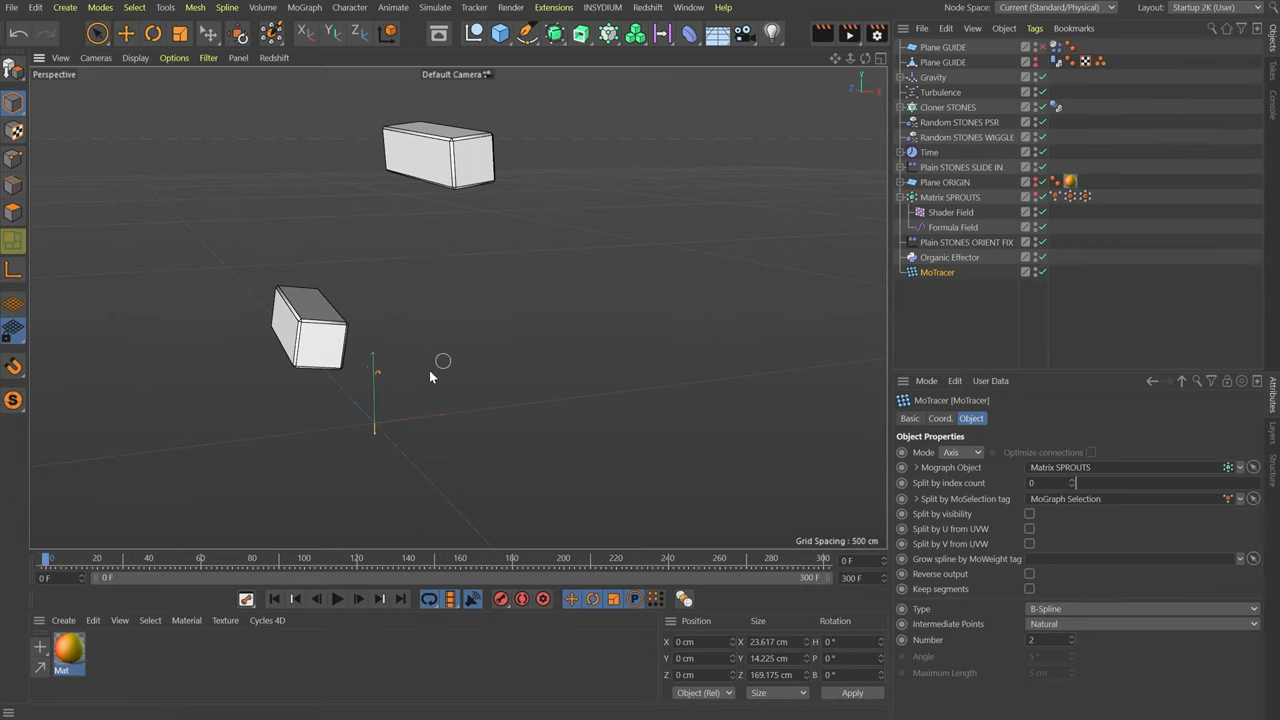 File Edit Create Modes Select Tools Mesh Spline Volume MoGraph Character Animate Simulate Tracker Render Extensions INSYDIUM Redshift Window Help
Node Space: Current (Standard/Physical) Layout: Startup 2K (User)
X Y Z
File Edit View Object Tags Bookmarks
View Cameras Display Options Filter Panel Redshift
Perspective
Default Camera
Y
Z X
Plane GUIDE
Plane GUIDE
Gravity
Turbulence
Cloner STONES
Random STONES PSR
Random STONES WIGGLE
Time
Plain STONES SLIDE IN
Plane ORIGIN
Matrix SPROUTS
Shader Field
Formula Field
Plain STONES ORIENT FIX
Organic Effector
MoTracer
Objects
Takes
Console
Attributes
Layers
Structure
Mode Edit User Data
MoTracer [MoTracer]
Basic Coord. Object
Object Properties
Mode Axis Optimize connections
Mograph Object Matrix SPROUTS
Split by index count 0
Split by MoSelection tag MoGraph Selection
Split by visibility
Split by U from UVW
Split by V from UVW
Grow spline by MoWeight tag
Reverse output
Keep segments
Type B-Spline
Intermediate Points Natural
Number 2
Angle 5 °
Maximum Length 5 cm
Grid Spacing : 500 cm
0 20 40 60 80 100 120 140 160 180 200 220 240 260 280 300 0 F
0 F 0 F 300 F 300 F
P
S
Create Edit View Select Material Texture Cycles 4D
Mat
Position Size Rotation
X 0 cm X 23.617 cm H 0 °
Y 0 cm Y 14.225 cm P 0 °
Z 0 cm Z 169.175 cm B 0 °
Object (Rel) Size Apply